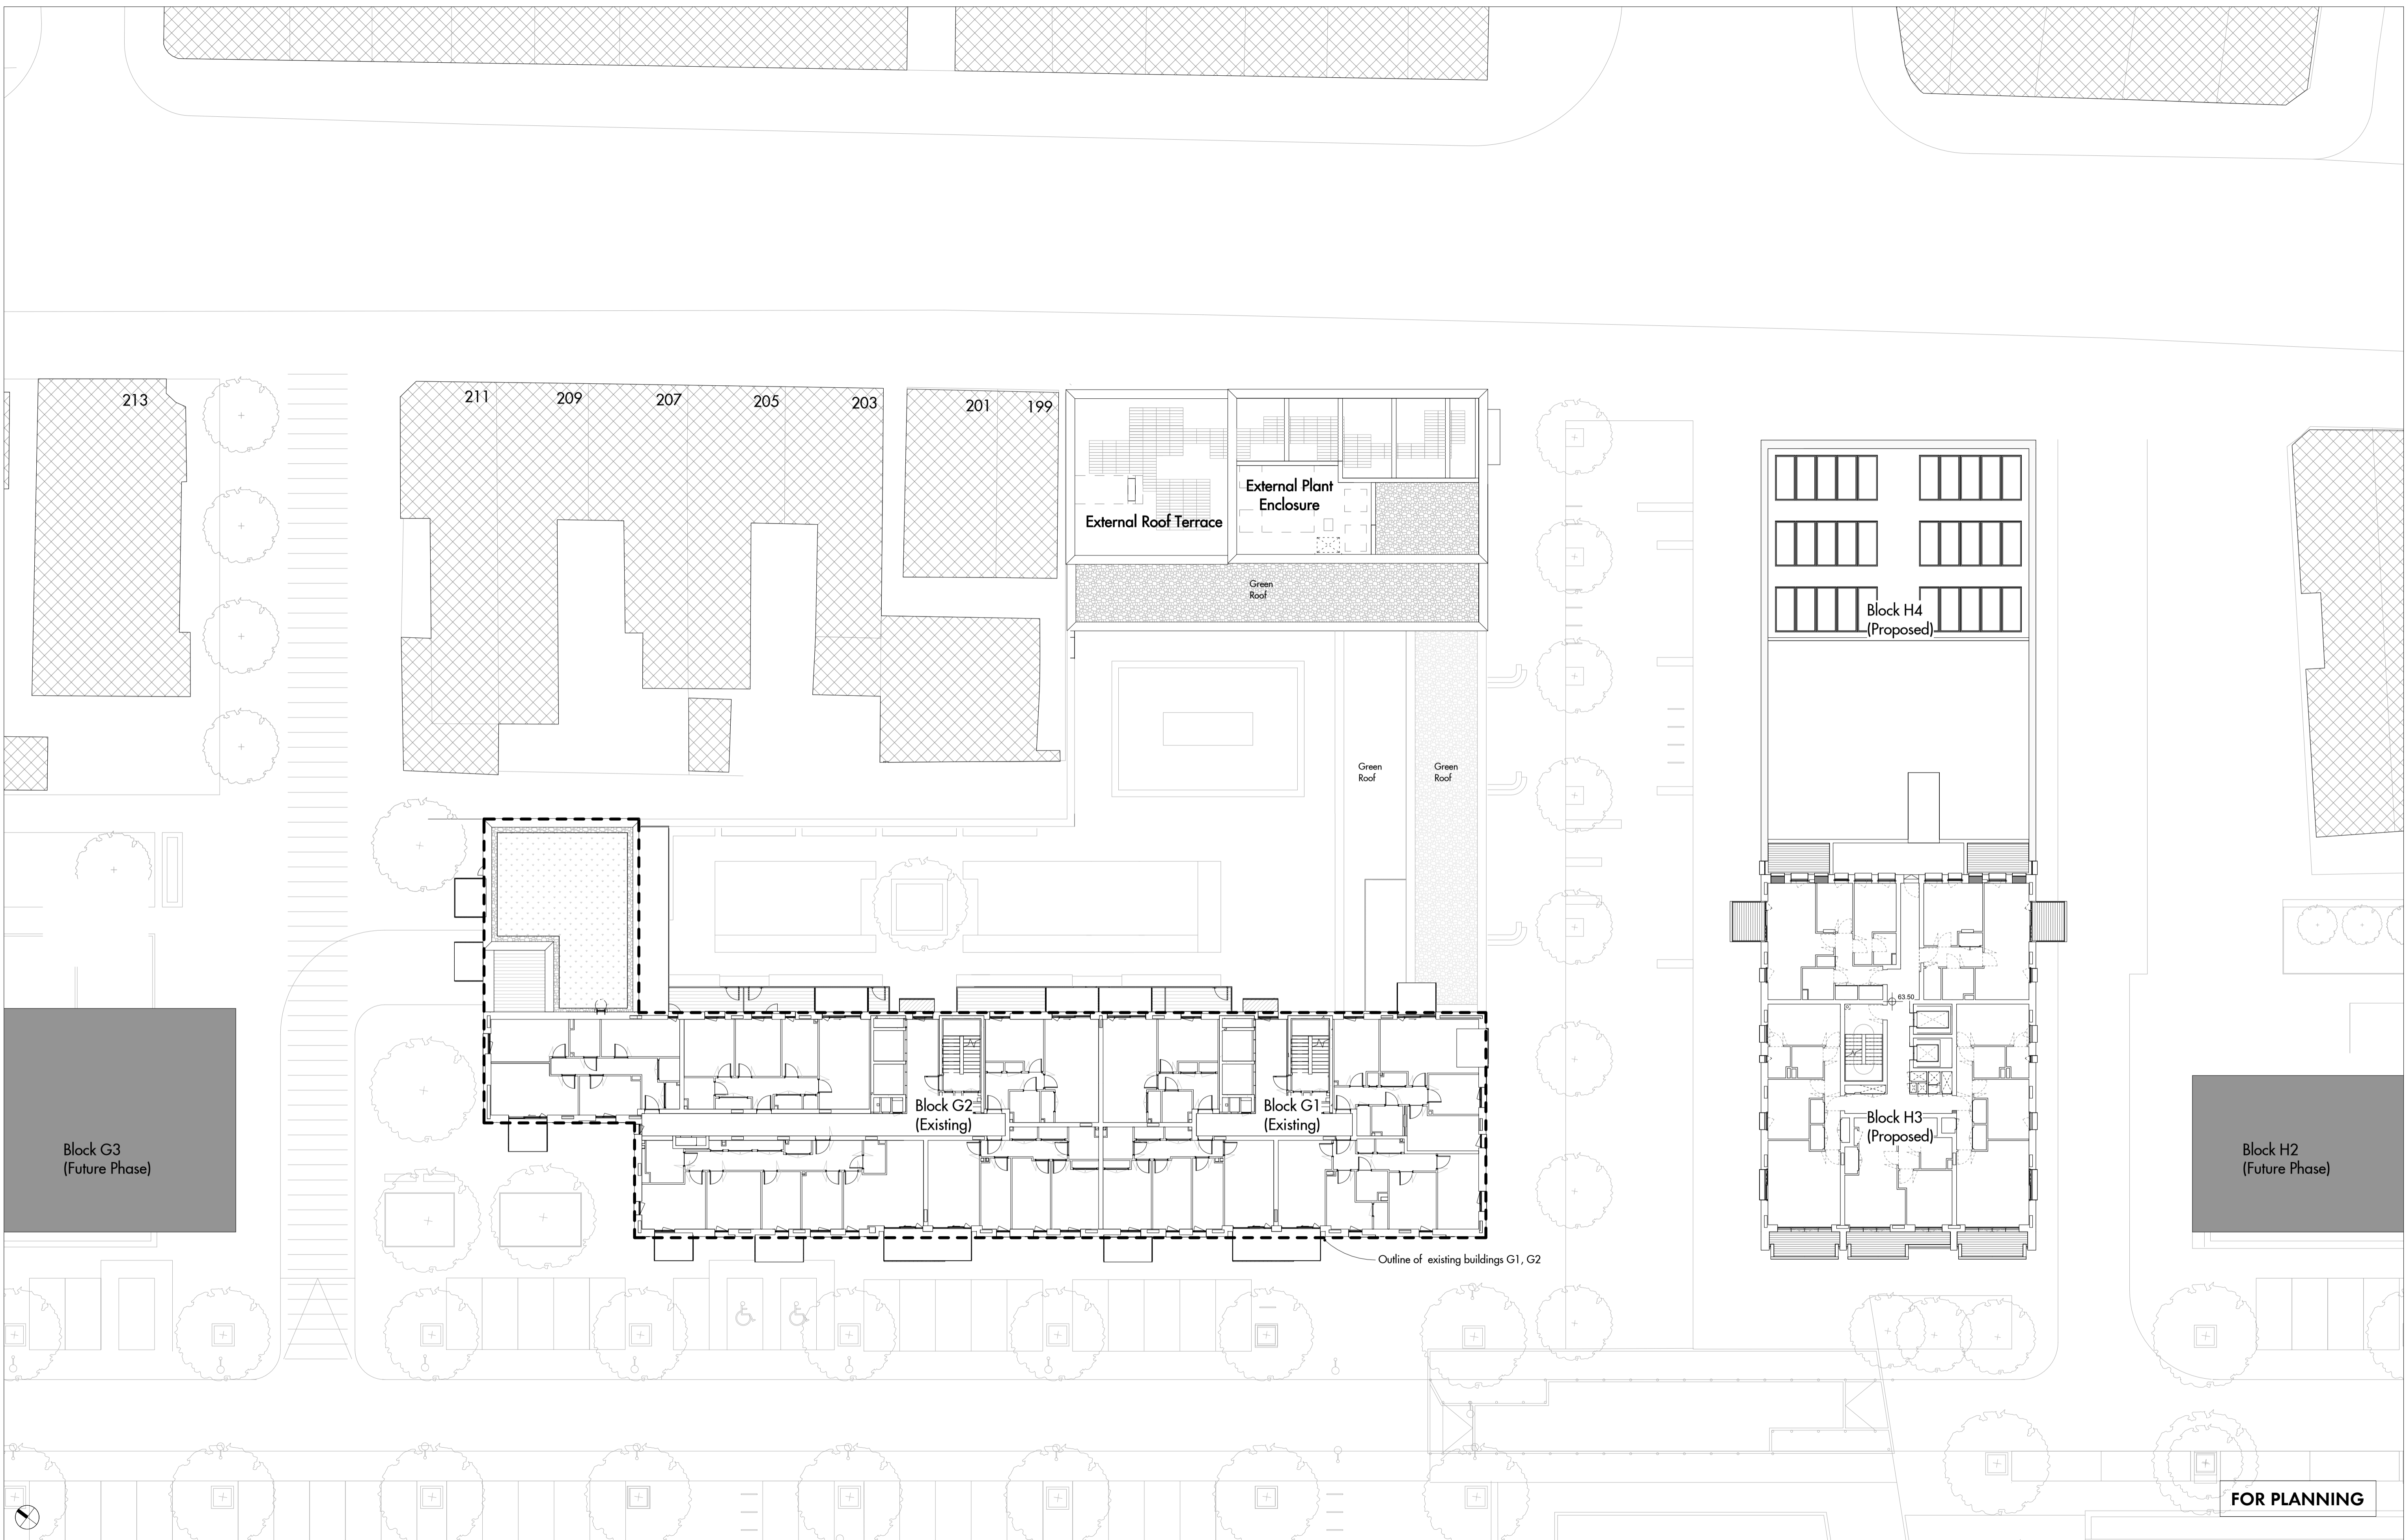 213
211
209
207
205
203
201
199
External Plant
Enclosure
External Roof Terrace
Green
Roof
Block H4
(Proposed)
Green
Roof
Green
Roof
63.50
Block G2
(Existing)
Block G1
(Existing)
Block H3
(Proposed)
Block G3
(Future Phase)
Block H2
(Future Phase)
Outline of existing buildings G1, G2
FOR PLANNING